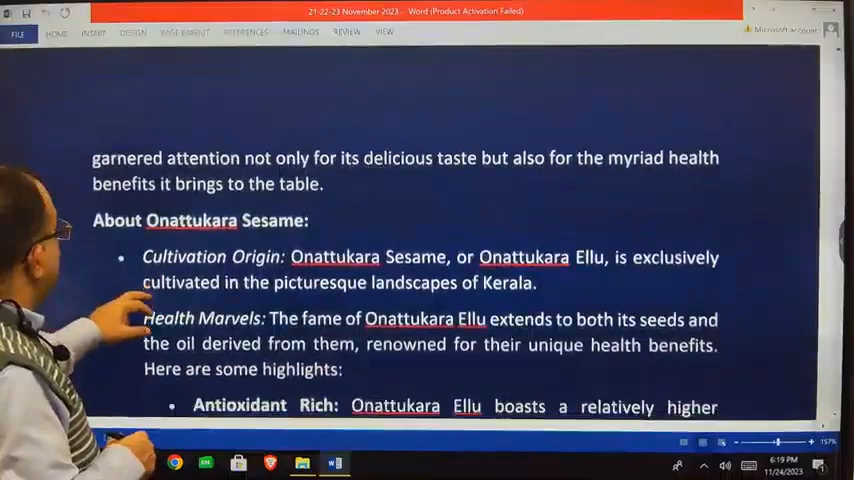 21-22-23 November 2023 - Word (Product Activation Failed)
FILE HOME INSERT DESIGN PAGE LAYOUT REFERENCES MAILINGS REVIEW VIEW Microsoft account
garnered attention not only for its delicious taste but also for the myriad health
benefits it brings to the table.
About Onattukara Sesame:
• Cultivation Origin: Onattukara Sesame, or Onattukara Ellu, is exclusively
cultivated in the picturesque landscapes of Kerala.
Health Marvels: The fame of Onattukara Ellu extends to both its seeds and
the oil derived from them, renowned for their unique health benefits.
Here are some highlights:
• Antioxidant Rich: Onattukara Ellu boasts a relatively higher
157%
6:19 PM
11/24/2023